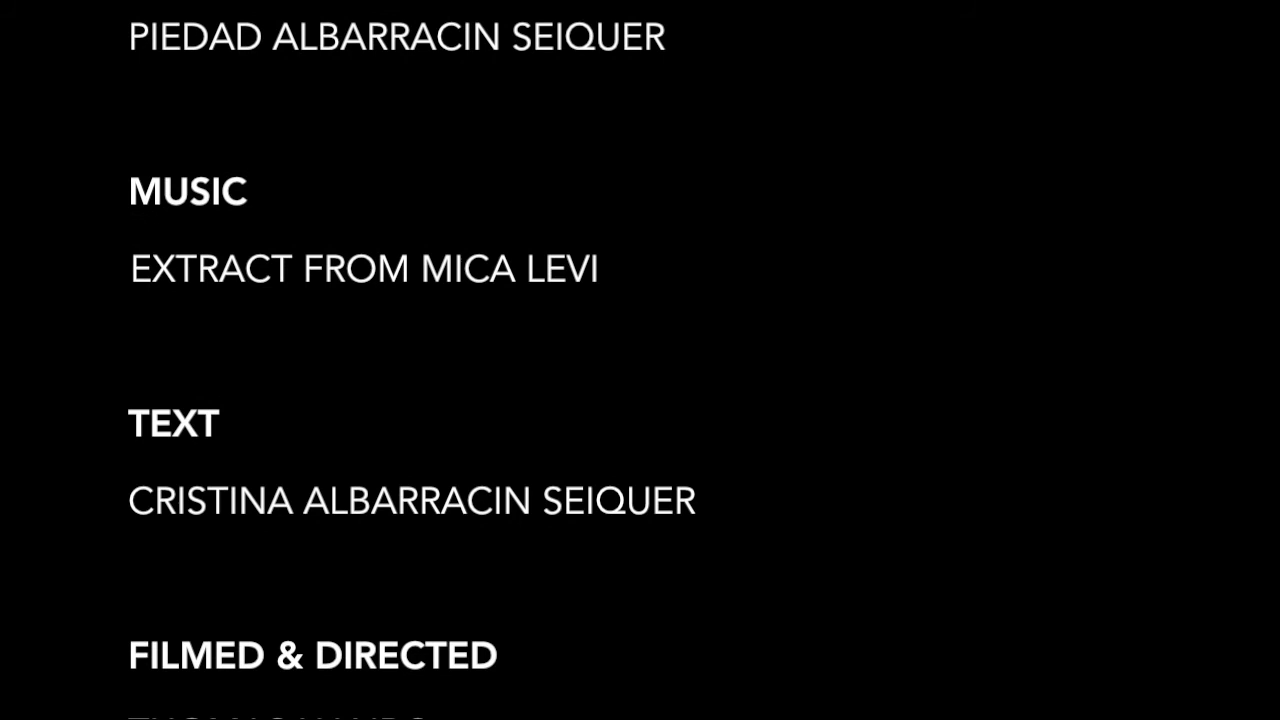 PIEDAD ALBARRACIN SEIQUER
MUSIC
EXTRACT FROM MICA LEVI
TEXT
CRISTINA ALBARRACIN SEIQUER
FILMED & DIRECTED